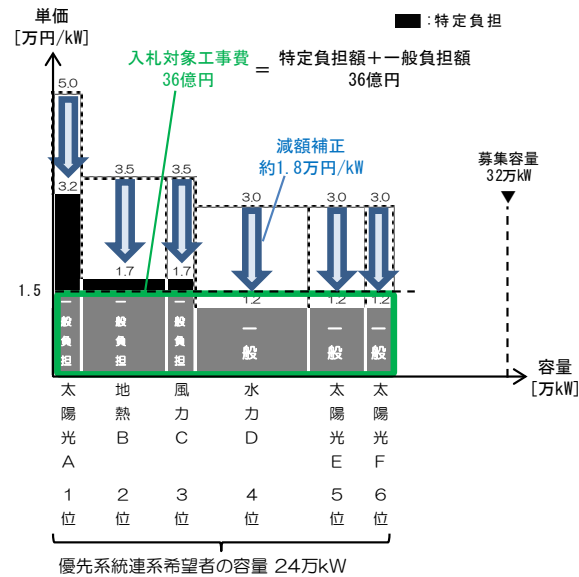 単価
[万円/kW]
■:特定負担
入札対象工事費 = 特定負担額+一般負担額
36億円 36億円
5.0
減額補正
約1.8万円/kW
募集容量
32万kW
3.5 3.5
3.2
3.0 3.0 3.0
1.7 1.7
1.5
1.2 1.2 1.2
一般負担 一般負担 一般負担 一般 一般 一般
容量
[万kW]
太陽光A 地熱B 風力C 水力D 太陽光E 太陽光F
1位 2位 3位 4位 5位 6位
優先系統連系希望者の容量 24万kW